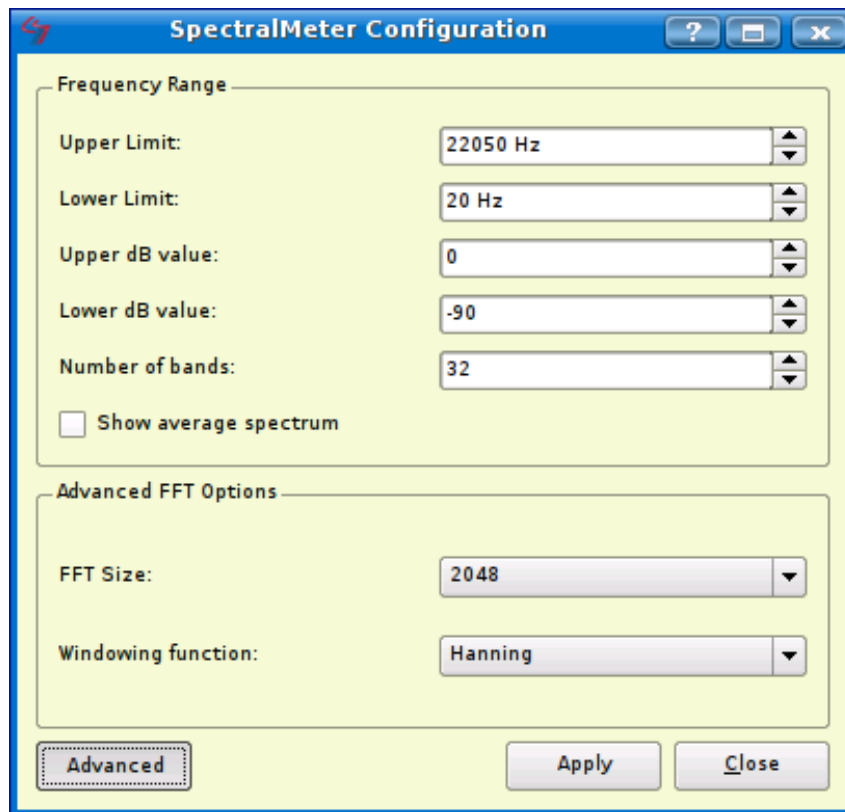 SpectralMeter Configuration
?
Frequency Range
Upper Limit: 22050 Hz
Lower Limit: 20 Hz
Upper dB value: 0
Lower dB value: -90
Number of bands: 32
Show average spectrum
Advanced FFT Options
FFT Size: 2048
Windowing function: Hanning
Advanced Apply Close